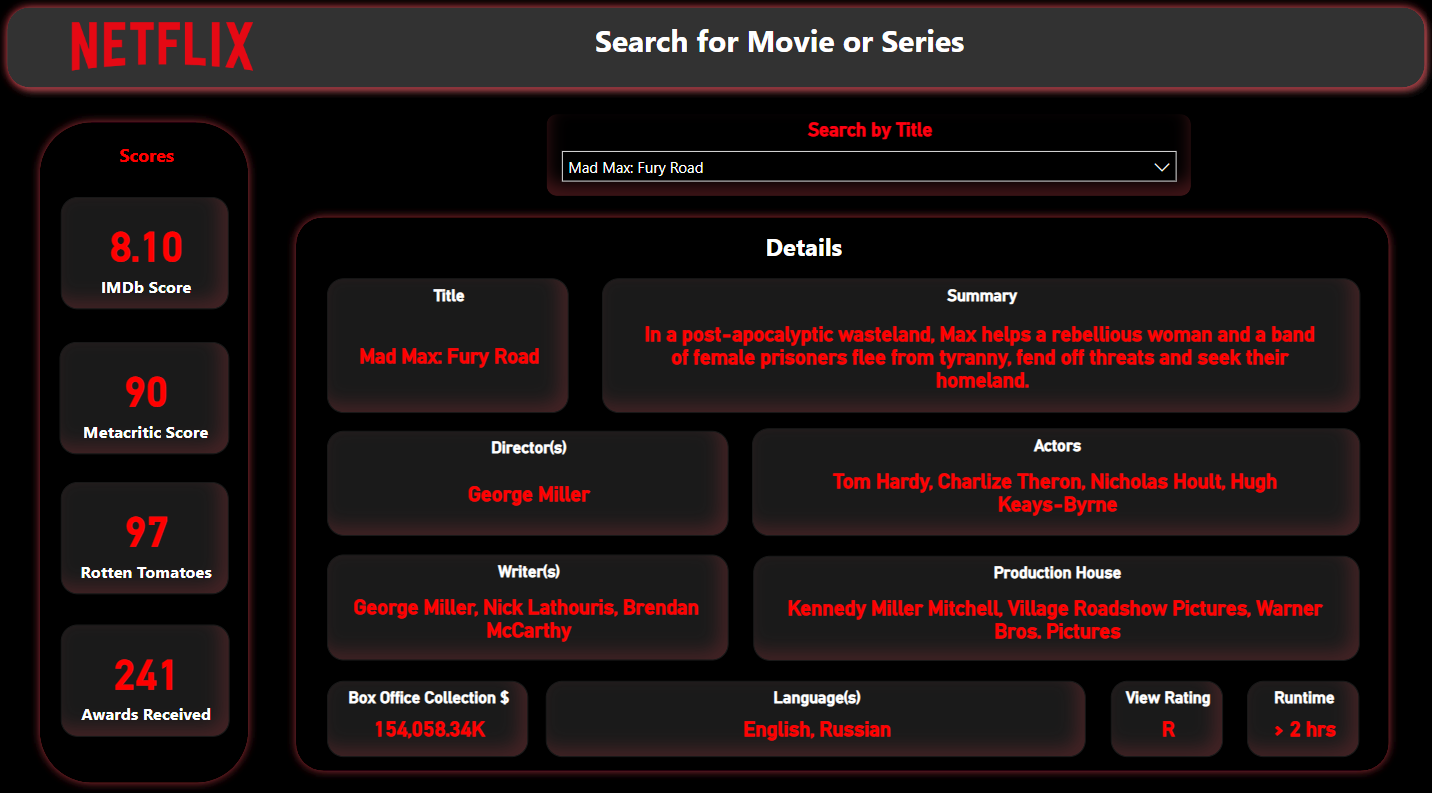 NETFLIX
Search for Movie or Series
Scores
8.10
IMDb Score
90
Metacritic Score
97
Rotten Tomatoes
241
Awards Received
Search by Title
Mad Max: Fury Road
Details
Title
Mad Max: Fury Road
Summary
In a post-apocalyptic wasteland, Max helps a rebellious woman and a band
of female prisoners flee from tyranny, fend off threats and seek their
homeland.
Director(s)
George Miller
Actors
Tom Hardy, Charlize Theron, Nicholas Hoult, Hugh
Keays-Byrne
Writer(s)
George Miller, Nick Lathouris, Brendan
McCarthy
Production House
Kennedy Miller Mitchell, Village Roadshow Pictures, Warner
Bros. Pictures
Box Office Collection $
154,058.34K
Language(s)
English, Russian
View Rating
R
Runtime
> 2 hrs